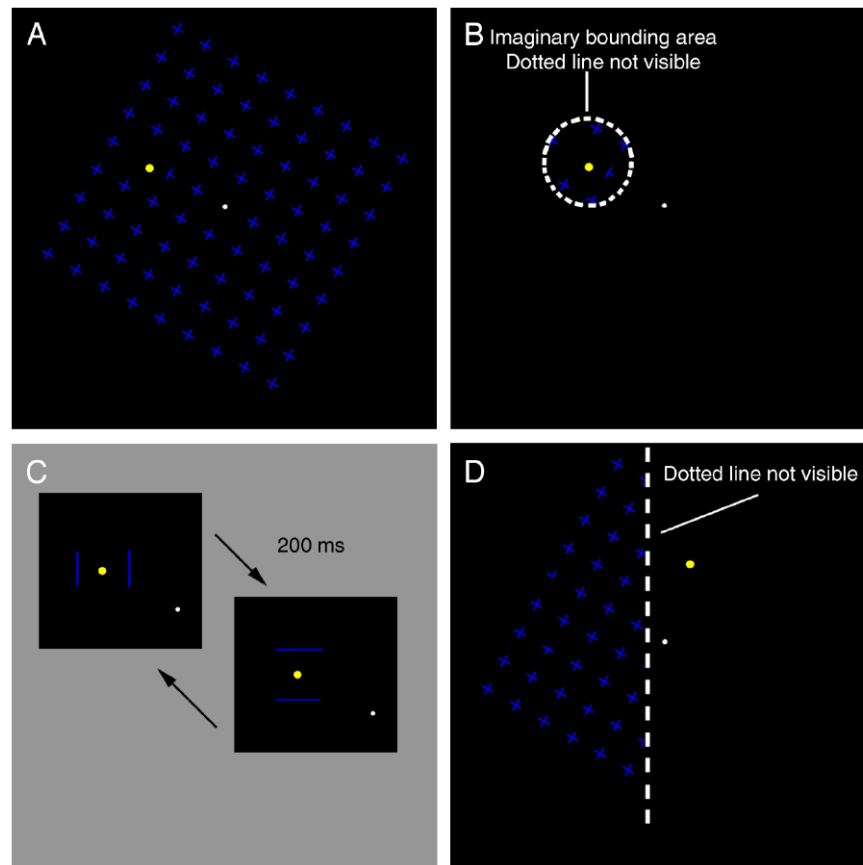 A
B
Imaginary bounding area
Dotted line not visible
C
200 ms
D
Dotted line not visible